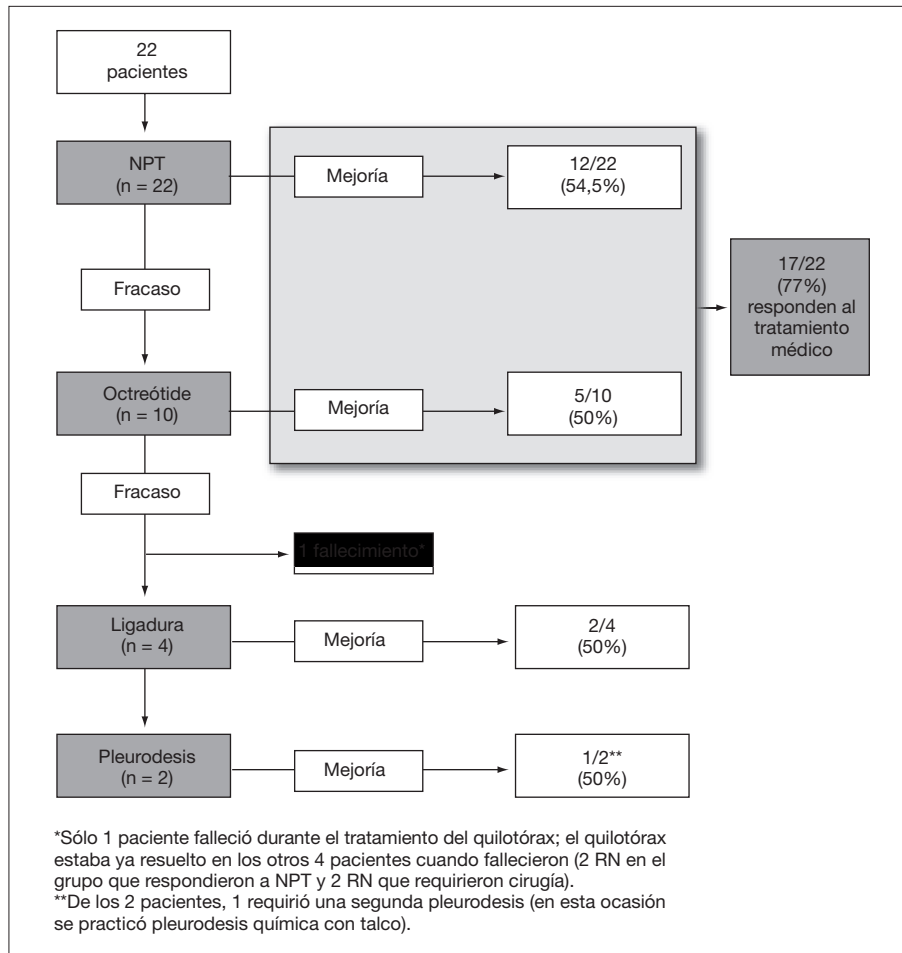 22
pacientes
NPT
(n = 22)
Mejoría
12/22
(54,5%)
17/22
(77%)
responden al
tratamiento
médico
Fracaso
Octreótide
(n = 10)
Mejoría
5/10
(50%)
Fracaso
1 fallecimiento*
Ligadura
(n = 4)
Mejoría
2/4
(50%)
Pleurodesis
(n = 2)
Mejoría
1/2**
(50%)
*Sólo 1 paciente falleció durante el tratamiento del quilotórax; el quilotórax
estaba ya resuelto en los otros 4 pacientes cuando fallecieron (2 RN en el
grupo que respondieron a NPT y 2 RN que requirieron cirugía).
**De los 2 pacientes, 1 requirió una segunda pleurodesis (en esta ocasión
se practicó pleurodesis química con talco).